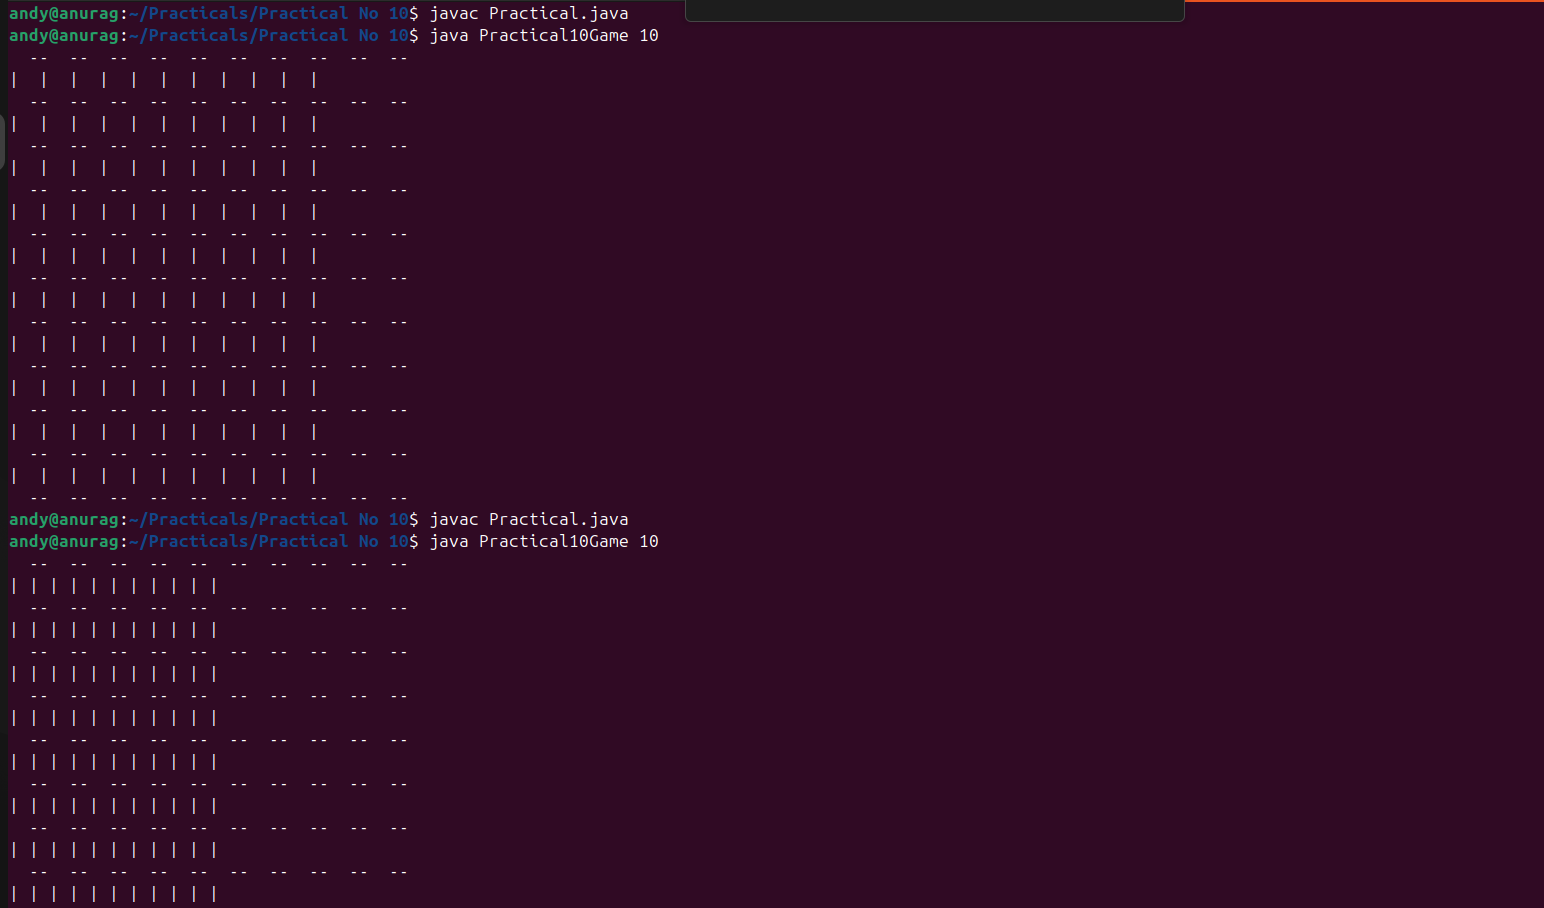 andy@anurag:~/Practicals/Practical No 10$ javac Practical.java
andy@anurag:~/Practicals/Practical No 10$ java Practical10Game 10
  --  --  --  --  --  --  --  --  --  --
|  |  |  |  |  |  |  |  |  |  |
  --  --  --  --  --  --  --  --  --  --
|  |  |  |  |  |  |  |  |  |  |
  --  --  --  --  --  --  --  --  --  --
|  |  |  |  |  |  |  |  |  |  |
  --  --  --  --  --  --  --  --  --  --
|  |  |  |  |  |  |  |  |  |  |
  --  --  --  --  --  --  --  --  --  --
|  |  |  |  |  |  |  |  |  |  |
  --  --  --  --  --  --  --  --  --  --
|  |  |  |  |  |  |  |  |  |  |
  --  --  --  --  --  --  --  --  --  --
|  |  |  |  |  |  |  |  |  |  |
  --  --  --  --  --  --  --  --  --  --
|  |  |  |  |  |  |  |  |  |  |
  --  --  --  --  --  --  --  --  --  --
|  |  |  |  |  |  |  |  |  |  |
  --  --  --  --  --  --  --  --  --  --
|  |  |  |  |  |  |  |  |  |  |
  --  --  --  --  --  --  --  --  --  --
andy@anurag:~/Practicals/Practical No 10$ javac Practical.java
andy@anurag:~/Practicals/Practical No 10$ java Practical10Game 10
  --  --  --  --  --  --  --  --  --  --
| | | | | | | | | | |
  --  --  --  --  --  --  --  --  --  --
| | | | | | | | | | |
  --  --  --  --  --  --  --  --  --  --
| | | | | | | | | | |
  --  --  --  --  --  --  --  --  --  --
| | | | | | | | | | |
  --  --  --  --  --  --  --  --  --  --
| | | | | | | | | | |
  --  --  --  --  --  --  --  --  --  --
| | | | | | | | | | |
  --  --  --  --  --  --  --  --  --  --
| | | | | | | | | | |
  --  --  --  --  --  --  --  --  --  --
| | | | | | | | | | |